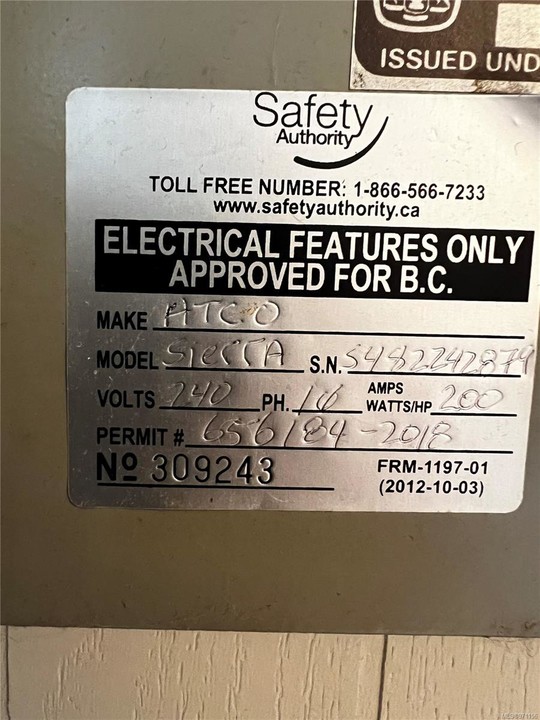 ISSUED UND
Safety
Authority
TOLL FREE NUMBER: 1-866-566-7233
www.safetyauthority.ca
ELECTRICAL FEATURES ONLY
APPROVED FOR B.C.
MAKE ATCO
MODEL SierrA S.N. S482242879
VOLTS 240 PH. 1Ø AMPS
WATTS/HP 200
PERMIT # 656184-2018
Nº 309243
FRM-1197-01
(2012-10-03)